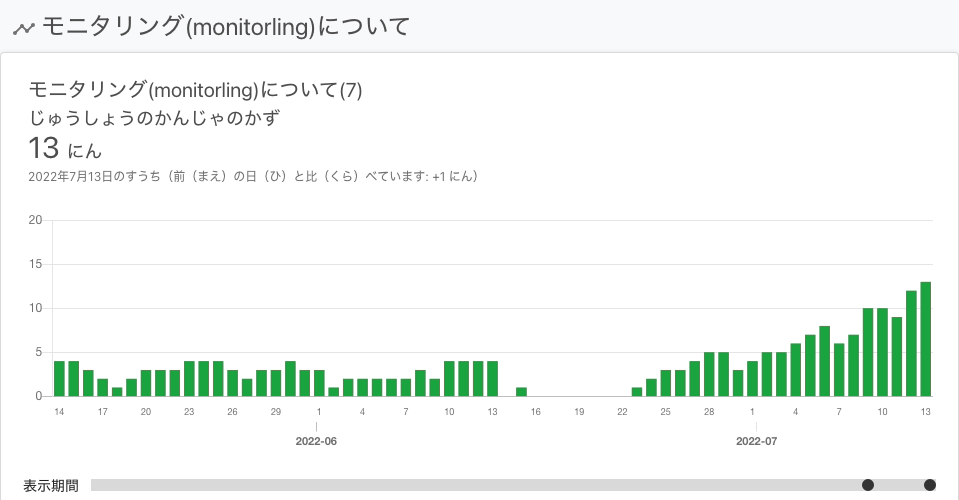 モニタリング(monitorling)について
モニタリング(monitorling)について(7)
じゅうしょうのかんじゃのかず
13 にん
2022年7月13日のすうち（前（まえ）の日（ひ）と比（くら）べています: +1 にん）
20
15
10
5
0
14 17 20 23 26 29 1 4 7 10 13 16 19 22 25 28 1 4 7 10 13
2022-06 2022-07
表示期間